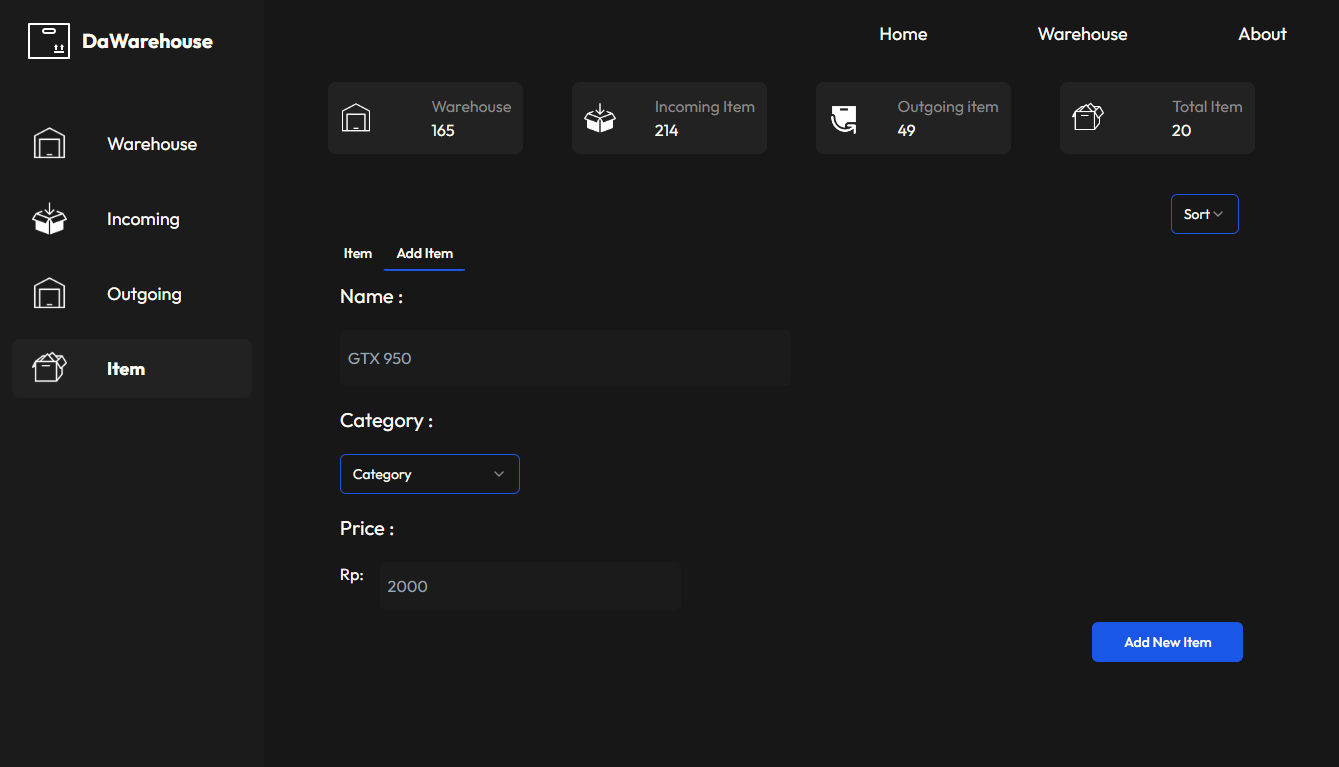 DaWarehouse
Home Warehouse About
Warehouse
Incoming
Outgoing
Item
Warehouse
165
Incoming Item
214
Outgoing item
49
Total Item
20
Sort
Item Add Item
Name :
GTX 950
Category :
Category
Price :
Rp: 2000
Add New Item